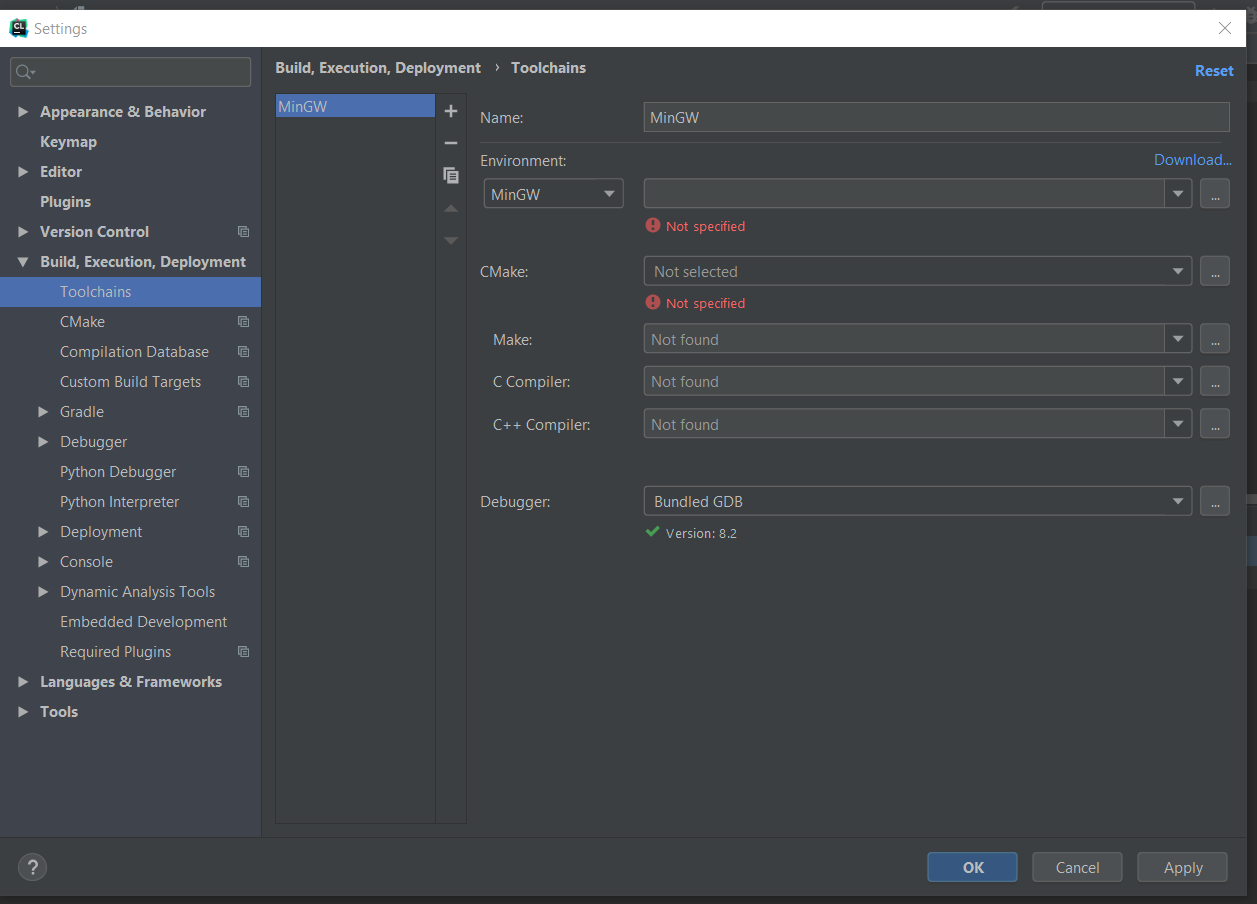 CL Settings
Build, Execution, Deployment › Toolchains
Reset
Appearance & Behavior
Keymap
Editor
Plugins
Version Control
Build, Execution, Deployment
Toolchains
CMake
Compilation Database
Custom Build Targets
Gradle
Debugger
Python Debugger
Python Interpreter
Deployment
Console
Dynamic Analysis Tools
Embedded Development
Required Plugins
Languages & Frameworks
Tools
MinGW
Name: MinGW
Environment: Download...
MinGW ...
Not specified
CMake: Not selected ...
Not specified
Make: Not found ...
C Compiler: Not found ...
C++ Compiler: Not found ...
Debugger: Bundled GDB ...
Version: 8.2
? OK Cancel Apply